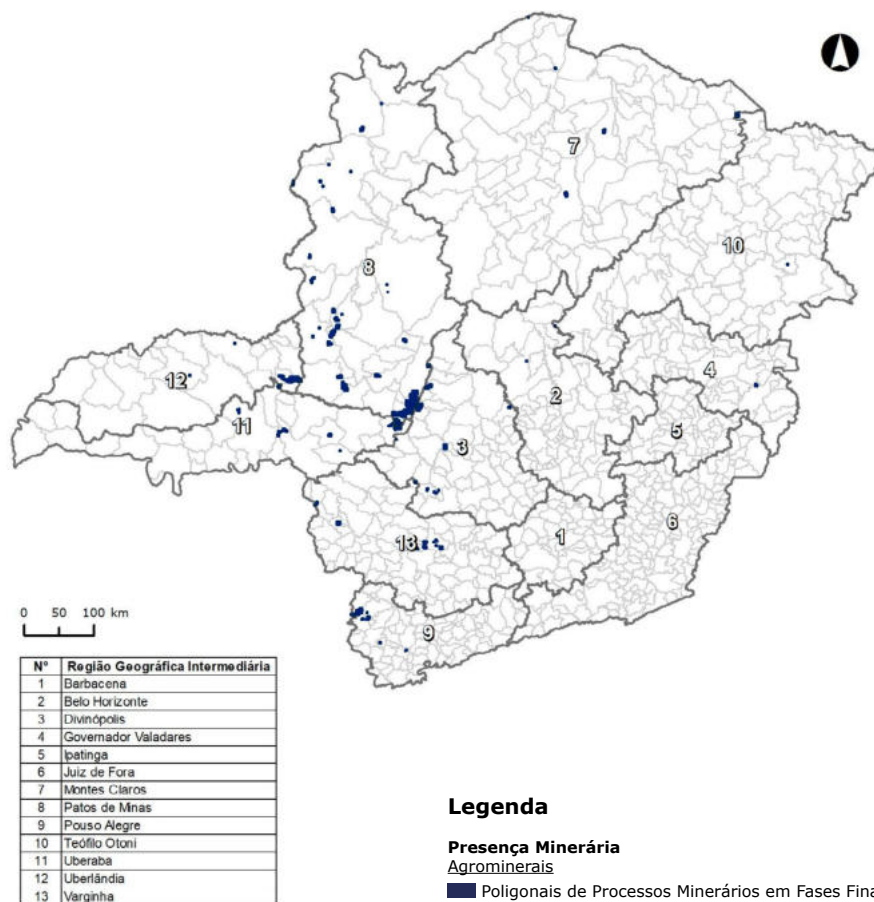 7
10
8
4
12
2
11
5
3
6
1
13
9
0 50 100 km
Nº Região Geográfica Intermediária
1 Barbacena
2 Belo Horizonte
3 Divinópolis
4 Governador Valadares
5 Ipatinga
6 Juiz de Fora
7 Montes Claros
8 Patos de Minas
9 Pouso Alegre
10 Teófilo Otoni
11 Uberaba
12 Uberlândia
13 Varginha
Legenda
Presença Minerária
Agrominerais
Poligonais de Processos Minerários em Fases Fina